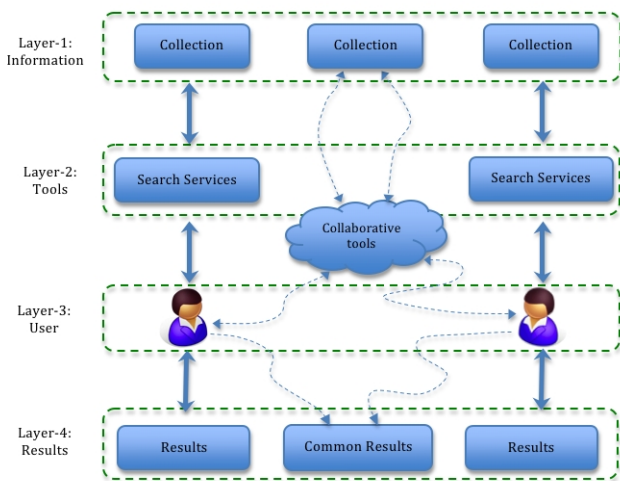 Layer-1:
Information
Collection
Collection
Collection
Layer-2:
Tools
Search Services
Search Services
Collaborative
tools
Layer-3:
User
Layer-4:
Results
Results
Common Results
Results